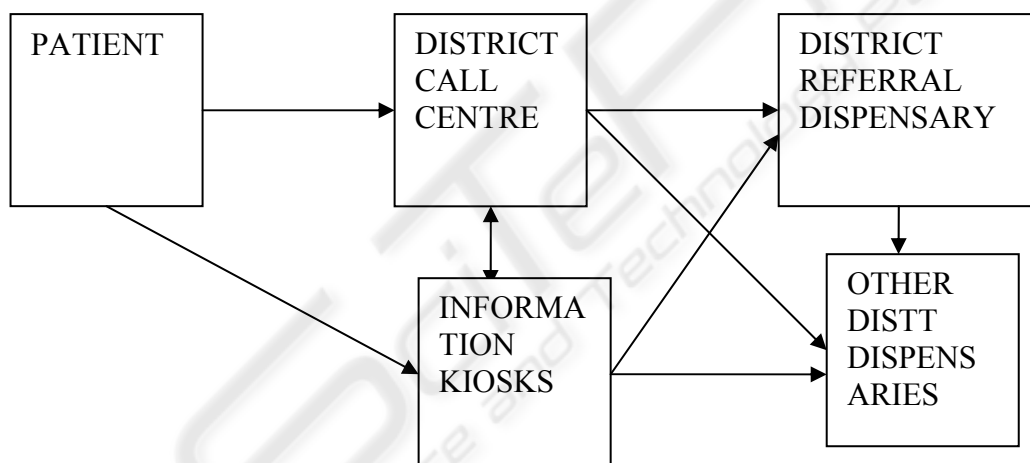 PATIENT
DISTRICT
CALL
CENTRE
DISTRICT
REFERRAL
DISPENSARY
INFORMA
TION
KIOSKS
OTHER
DISTT
DISPENS
ARIES